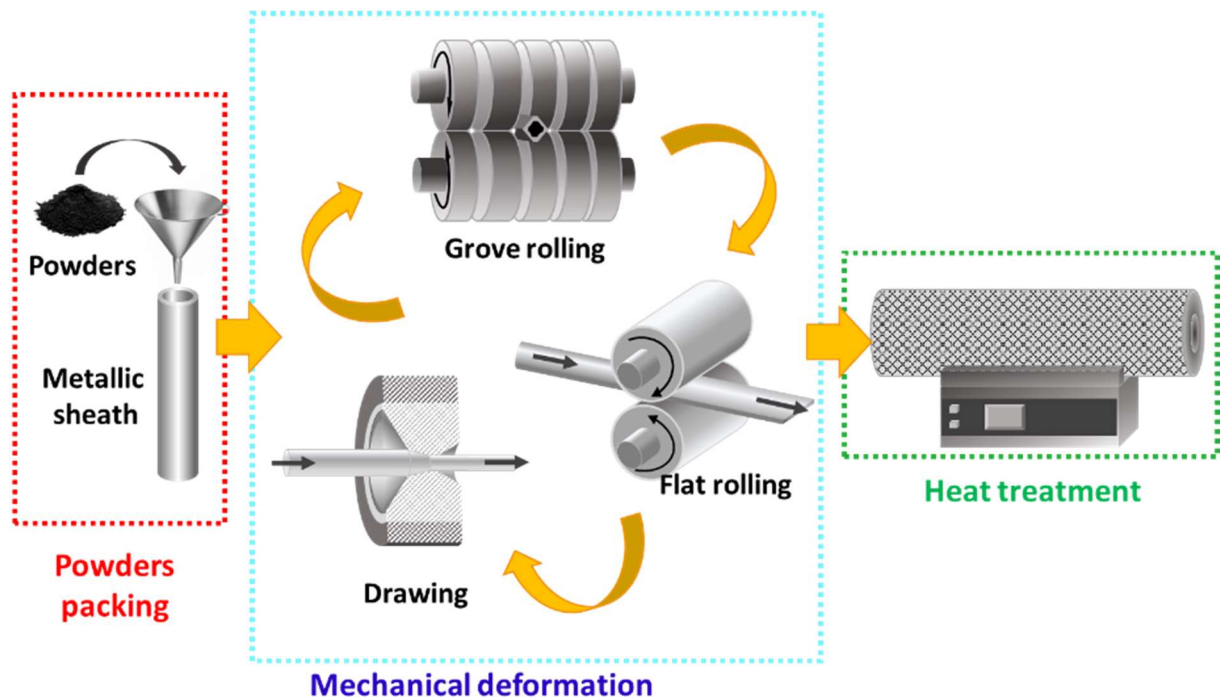 Powders
Metallic
sheath
Powders
packing
Grove rolling
Flat rolling
Drawing
Mechanical deformation
Heat treatment